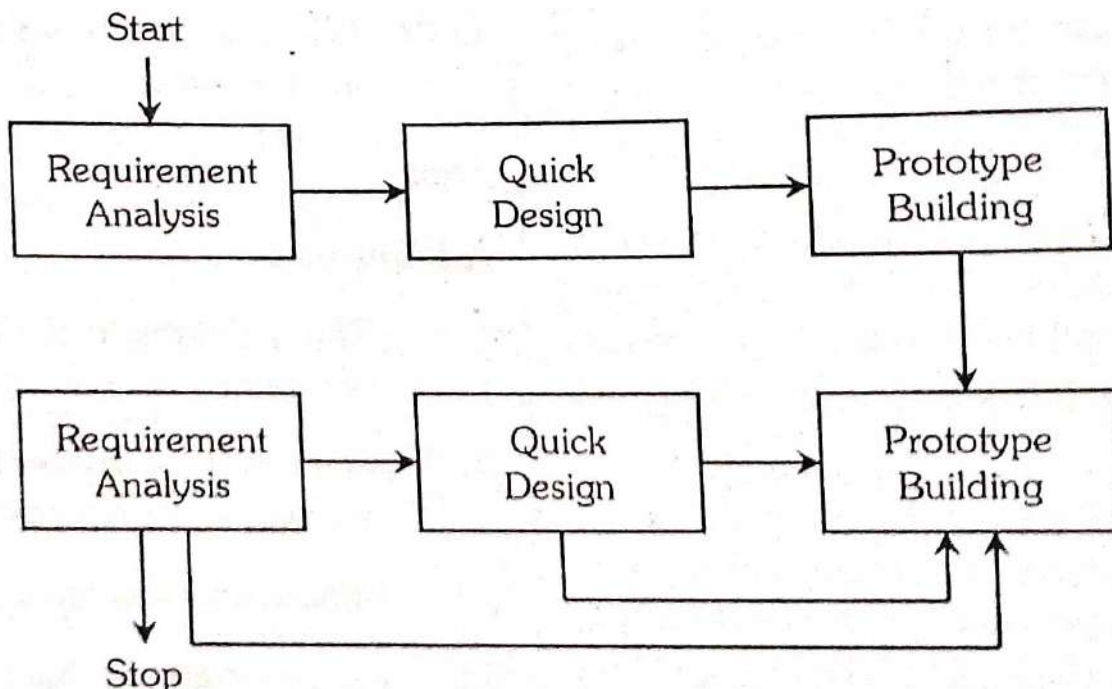 Start
Requirement
Analysis
Quick
Design
Prototype
Building
Requirement
Analysis
Quick
Design
Prototype
Building
Stop